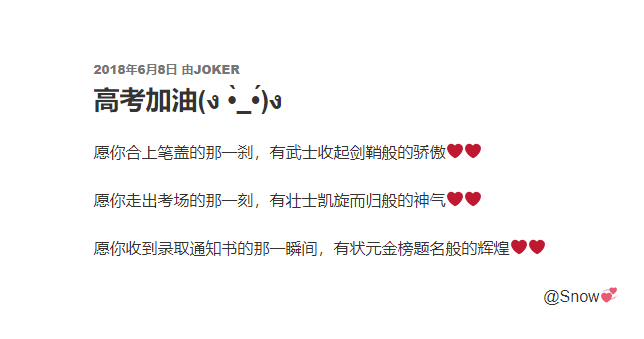 2018年6月8日 由JOKER
高考加油(ง •̀_•́)ง
愿你合上笔盖的那一刹，有武士收起剑鞘般的骄傲❤❤
愿你走出考场的那一刻，有壮士凯旋而归般的神气❤❤
愿你收到录取通知书的那一瞬间，有状元金榜题名般的辉煌❤❤
@Snow💞